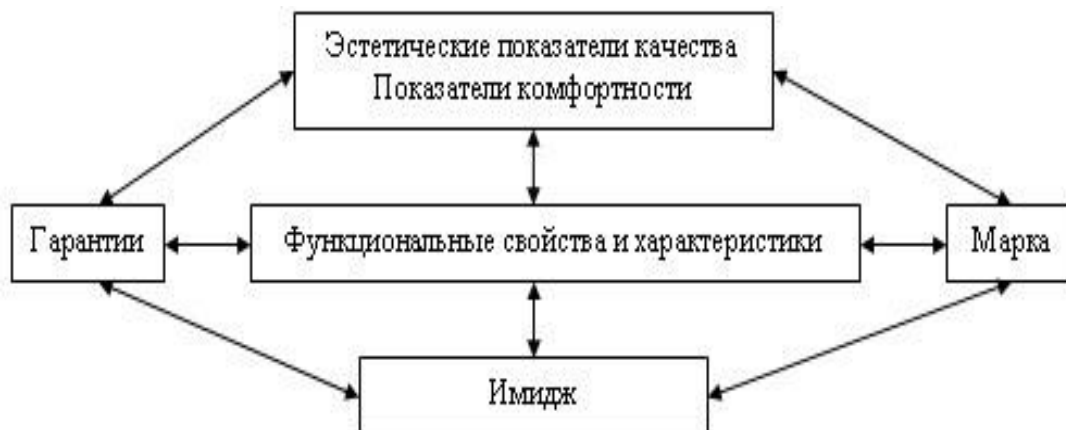 Эстетические показатели качества
Показатели комфортности
Гарантии
Функциональные свойства и характеристики
Марка
Имидж